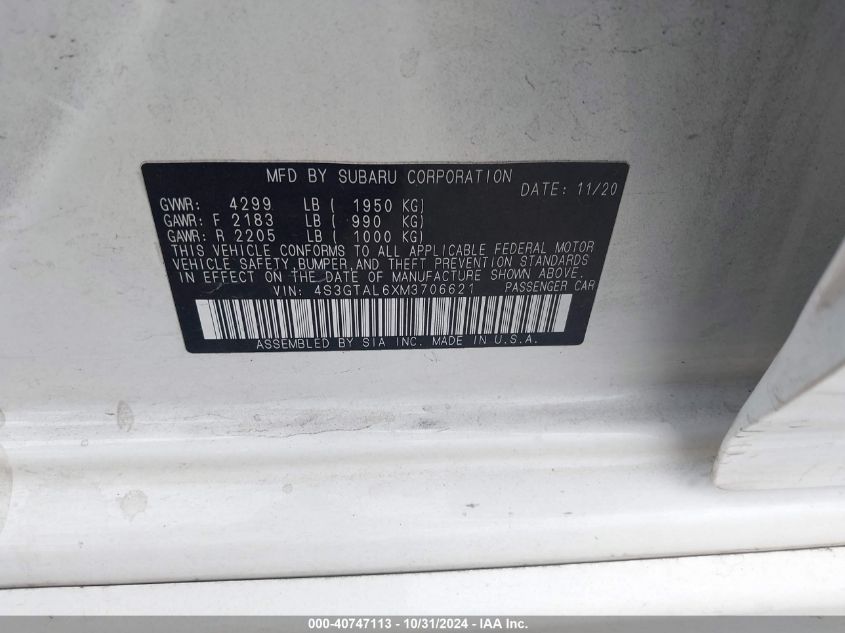 MFD BY SUBARU CORPORATION
DATE: 11/20
GVWR: 4299 LB ( 1950 KG)
GAWR: F 2183 LB ( 990 KG)
GAWR: R 2205 LB ( 1000 KG)
THIS VEHICLE CONFORMS TO ALL APPLICABLE FEDERAL MOTOR
VEHICLE SAFETY,BUMPER,AND THEFT PREVENTION STANDARDS
IN EFFECT ON THE DATE OF MANUFACTURE SHOWN ABOVE.
VIN: 4S3GTAL6XM3706621 PASSENGER CAR
ASSEMBLED BY SIA INC. MADE IN U.S.A.
000-40747113 - 10/31/2024 - IAA Inc.